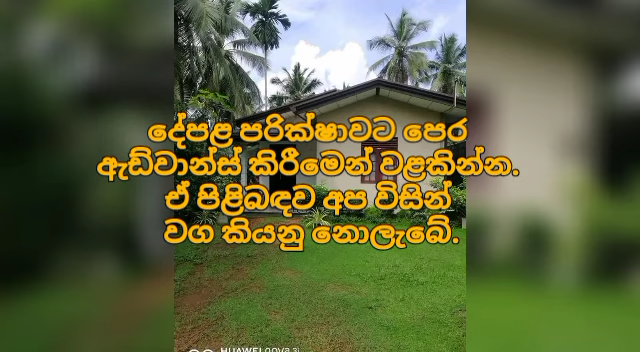 දේපළ පරික්ෂාවට පෙර
ඇඩ්වාන්ස් කිරීමෙන් වළකින්න.
ඒ පිළිබඳව අප විසින්
වග කියනු නොලැබේ.